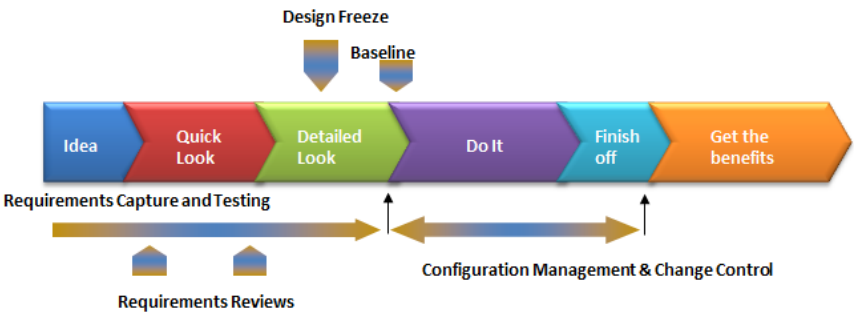 Design Freeze
Baseline
Idea
Quick
Look
Detailed
Look
Do It
Finish
off
Get the
benefits
Requirements Capture and Testing
Configuration Management & Change Control
Requirements Reviews